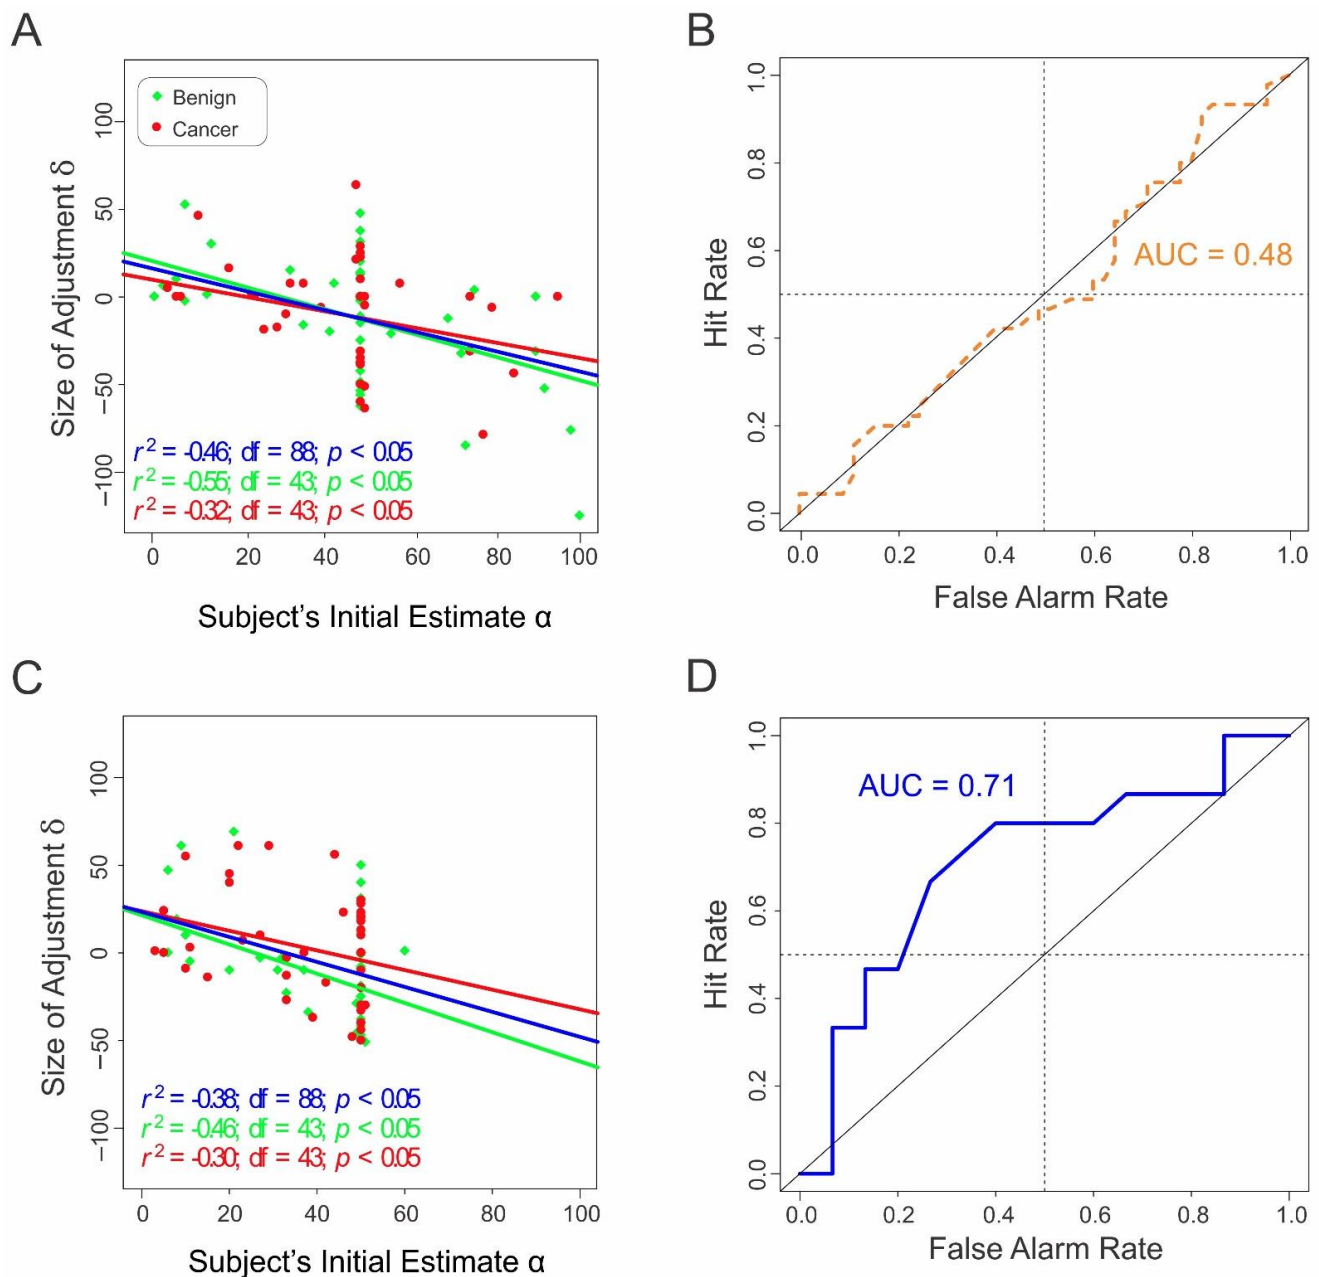 A
Benign
Cancer
100
50
0
−50
−100
Size of Adjustment δ
r² = -0.46; df = 88; p < 0.05
r² = -0.55; df = 43; p < 0.05
r² = -0.32; df = 43; p < 0.05
0 20 40 60 80 100
Subject's Initial Estimate α
B
1.0
0.8
0.6
0.4
0.2
0.0
Hit Rate
AUC = 0.48
0.0 0.2 0.4 0.6 0.8 1.0
False Alarm Rate
C
100
50
0
−50
−100
Size of Adjustment δ
r² = -0.38; df = 88; p < 0.05
r² = -0.46; df = 43; p < 0.05
r² = -0.30; df = 43; p < 0.05
0 20 40 60 80 100
Subject's Initial Estimate α
D
1.0
0.8
0.6
0.4
0.2
0.0
Hit Rate
AUC = 0.71
0.0 0.2 0.4 0.6 0.8 1.0
False Alarm Rate